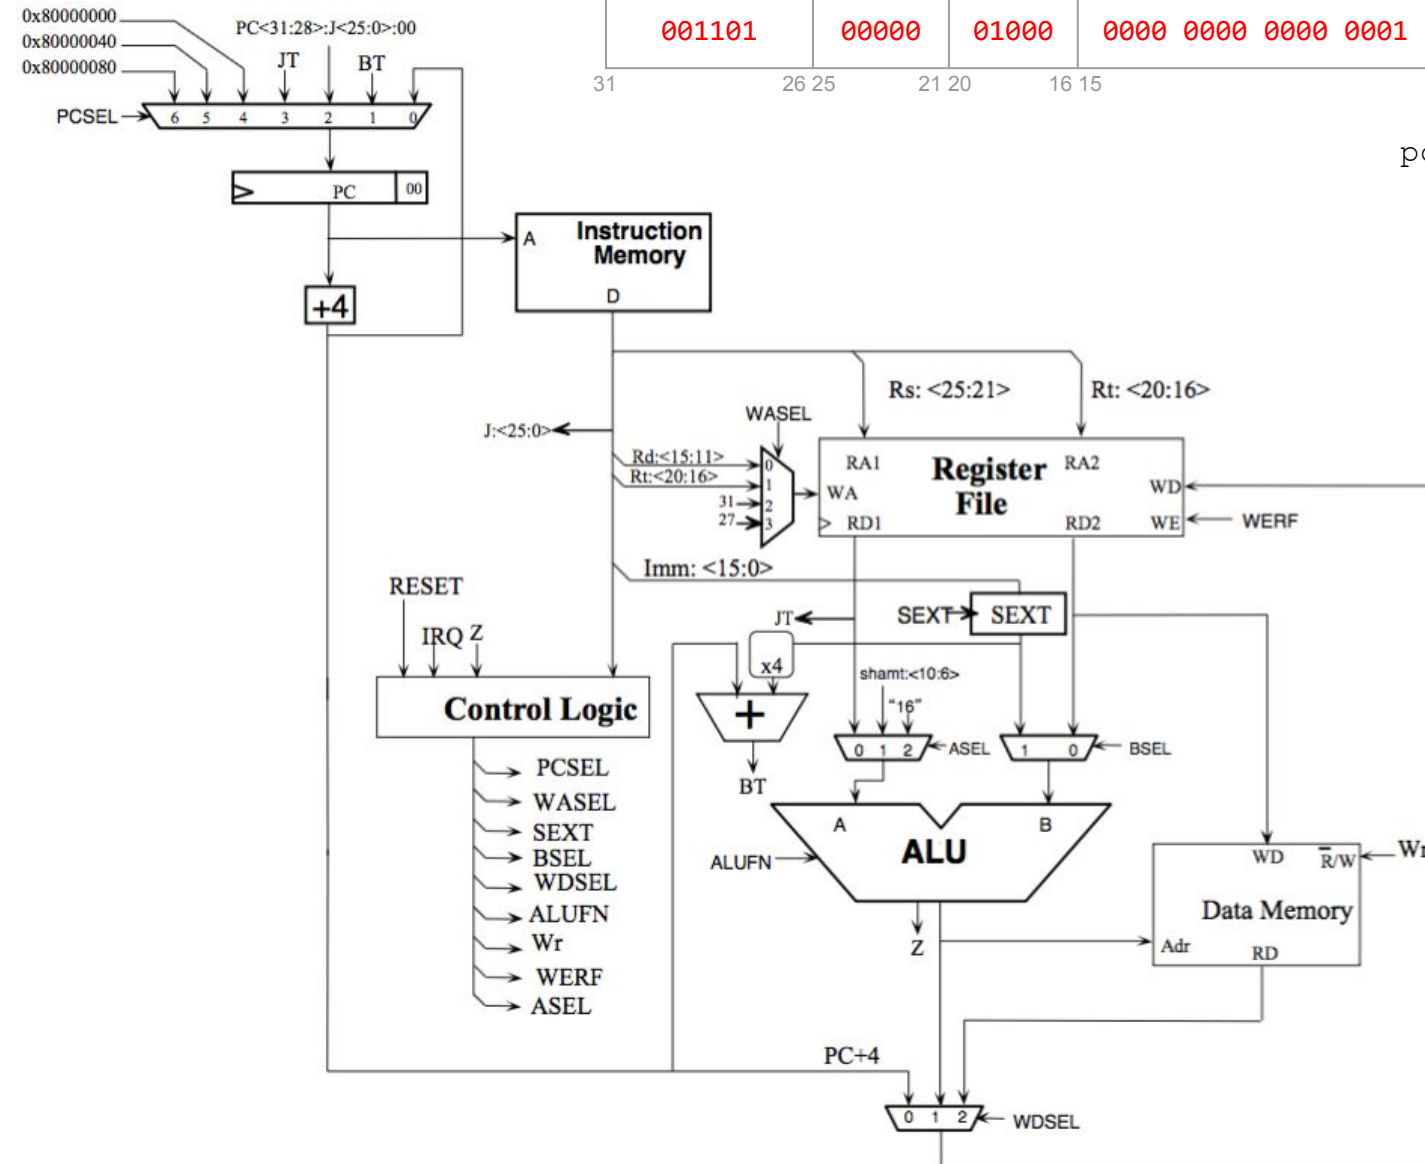 0x80000000
0x80000040
0x80000080
PC<31:28>:J<25:0>:00
JT
BT
PCSEL
6 5 4 3 2 1 0
001101 00000 01000 0000 0000 0000 0001
31 26 25 21 20 16 15
PC 00
+4
A
Instruction
Memory
D
Rs: <25:21>
Rt: <20:16>
WASEL
J:<25:0>
Rd:<15:11>
Rt:<20:16>
31
27
0
1
2
3
RA1
Register
File
RA2
WA
WD
RD1
RD2
WE
WERF
Imm: <15:0>
RESET
IRQ Z
JT
SEXT
SEXT
x4
shamt:<10:6>
"16"
Control Logic
+
0 1 2
ASEL
1 0
BSEL
BT
PCSEL
WASEL
SEXT
BSEL
WDSEL
ALUFN
Wr
WERF
ASEL
A
B
ALU
ALUFN
Z
WD
R/W
Data Memory
Adr
RD
PC+4
0 1 2
WDSEL